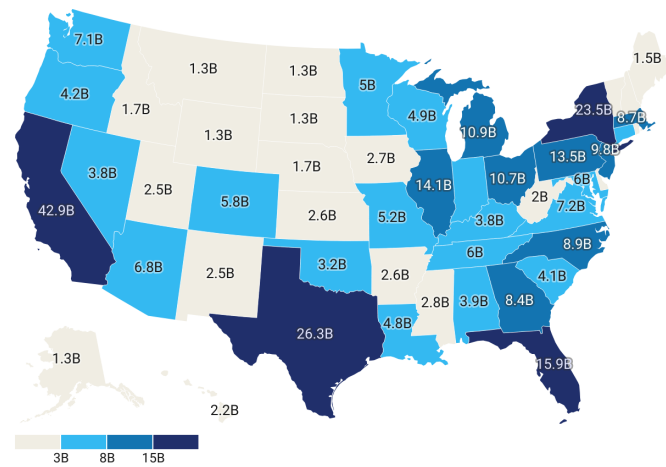 7.1B
1.3B
1.3B
5B
1.5B
4.2B
1.7B
1.3B
1.3B
4.9B
10.9B
23.5B
8.7B
3.8B
2.5B
5.8B
1.7B
2.7B
14.1B
10.7B
13.5B
9.8B
42.9B
2.6B
5.2B
3.8B
2B
6B
7.2B
6.8B
2.5B
3.2B
2.6B
6B
8.9B
4.1B
26.3B
4.8B
2.8B
3.9B
8.4B
15.9B
1.3B
2.2B
3B 8B 15B